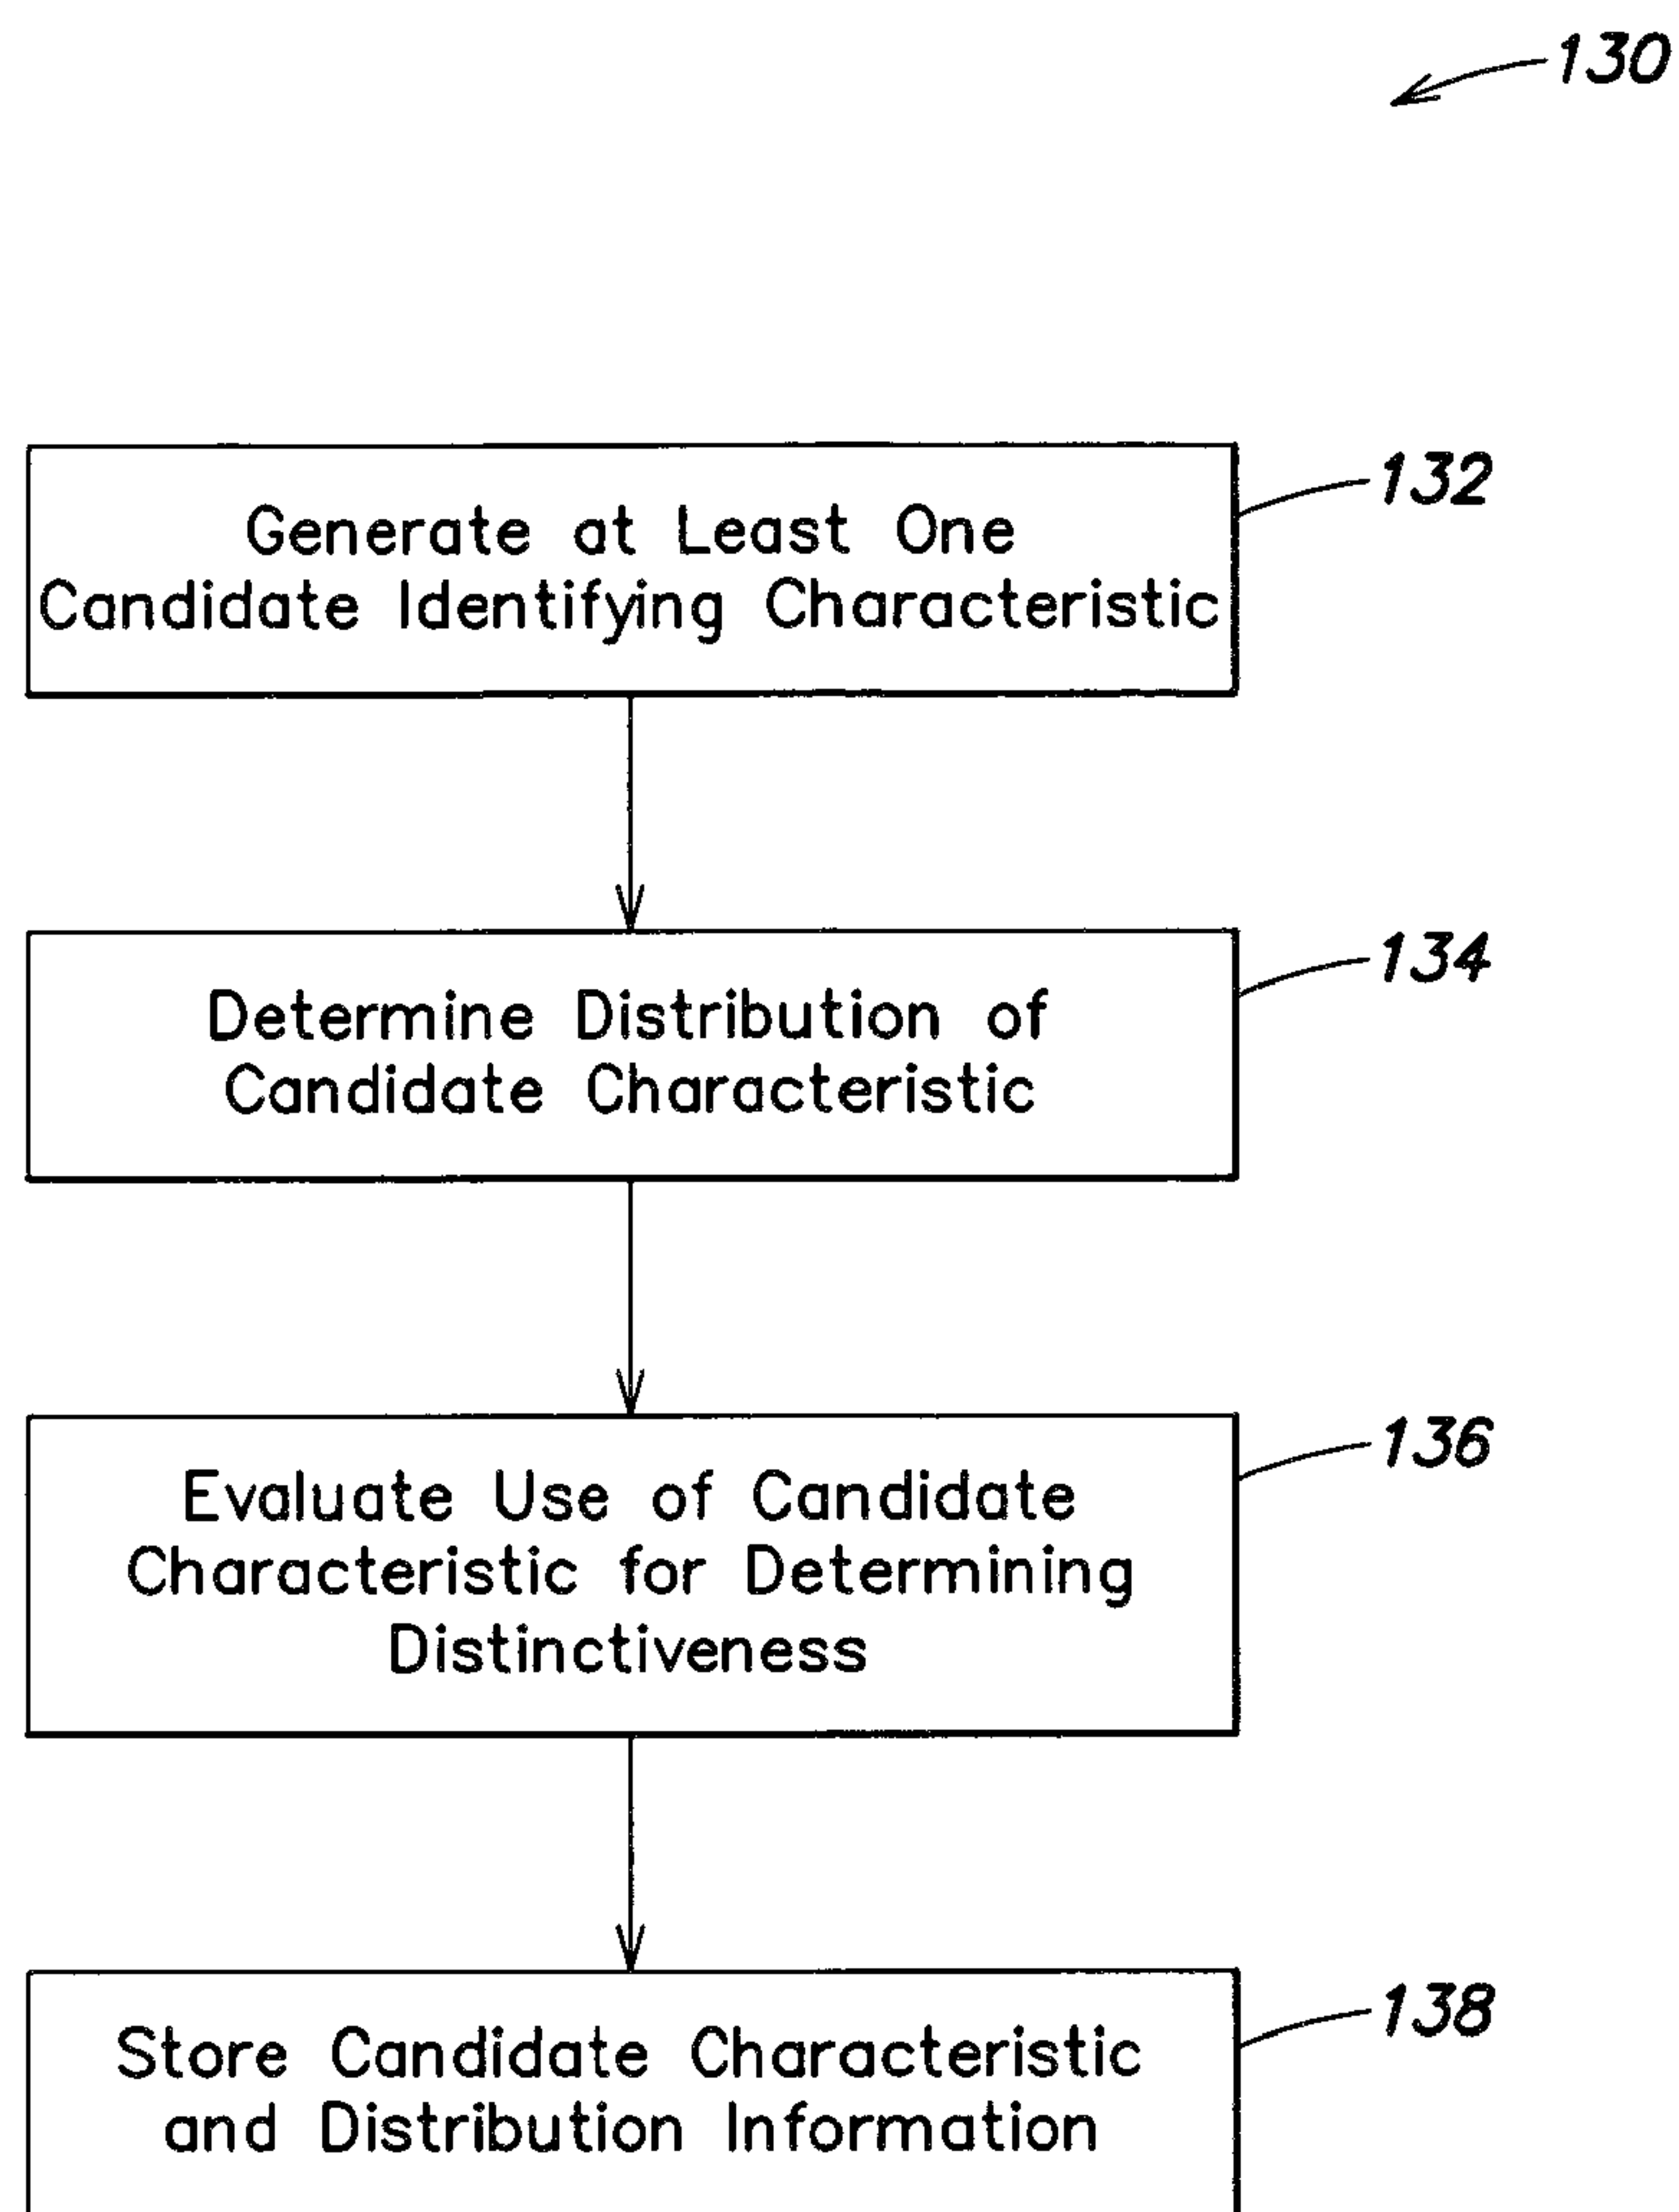 130
Generate at Least One
Candidate Identifying Characteristic
132
Determine Distribution of
Candidate Characteristic
134
Evaluate Use of Candidate
Characteristic for Determining
Distinctiveness
136
Store Candidate Characteristic
and Distribution Information
138